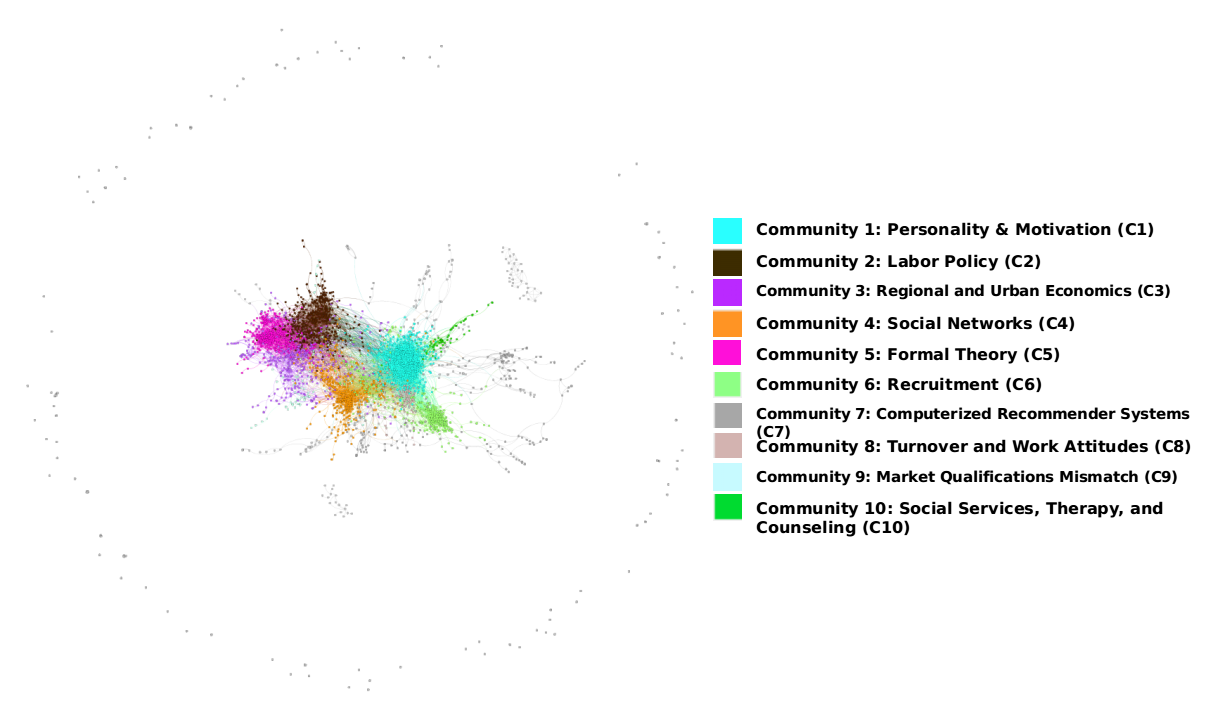 Community 1: Personality & Motivation (C1)
Community 2: Labor Policy (C2)
Community 3: Regional and Urban Economics (C3)
Community 4: Social Networks (C4)
Community 5: Formal Theory (C5)
Community 6: Recruitment (C6)
Community 7: Computerized Recommender Systems
(C7)
Community 8: Turnover and Work Attitudes (C8)
Community 9: Market Qualifications Mismatch (C9)
Community 10: Social Services, Therapy, and
Counseling (C10)